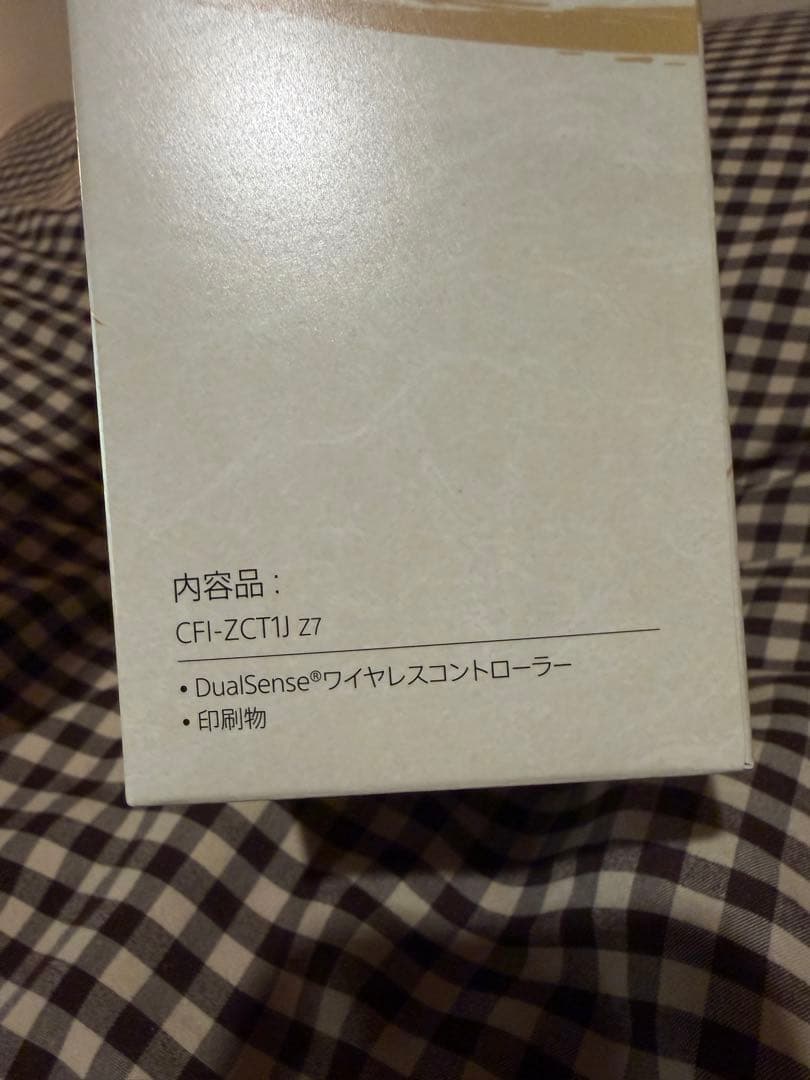 内容品:
CFI-ZCT1J Z7
• DualSense®ワイヤレスコントローラー
• 印刷物